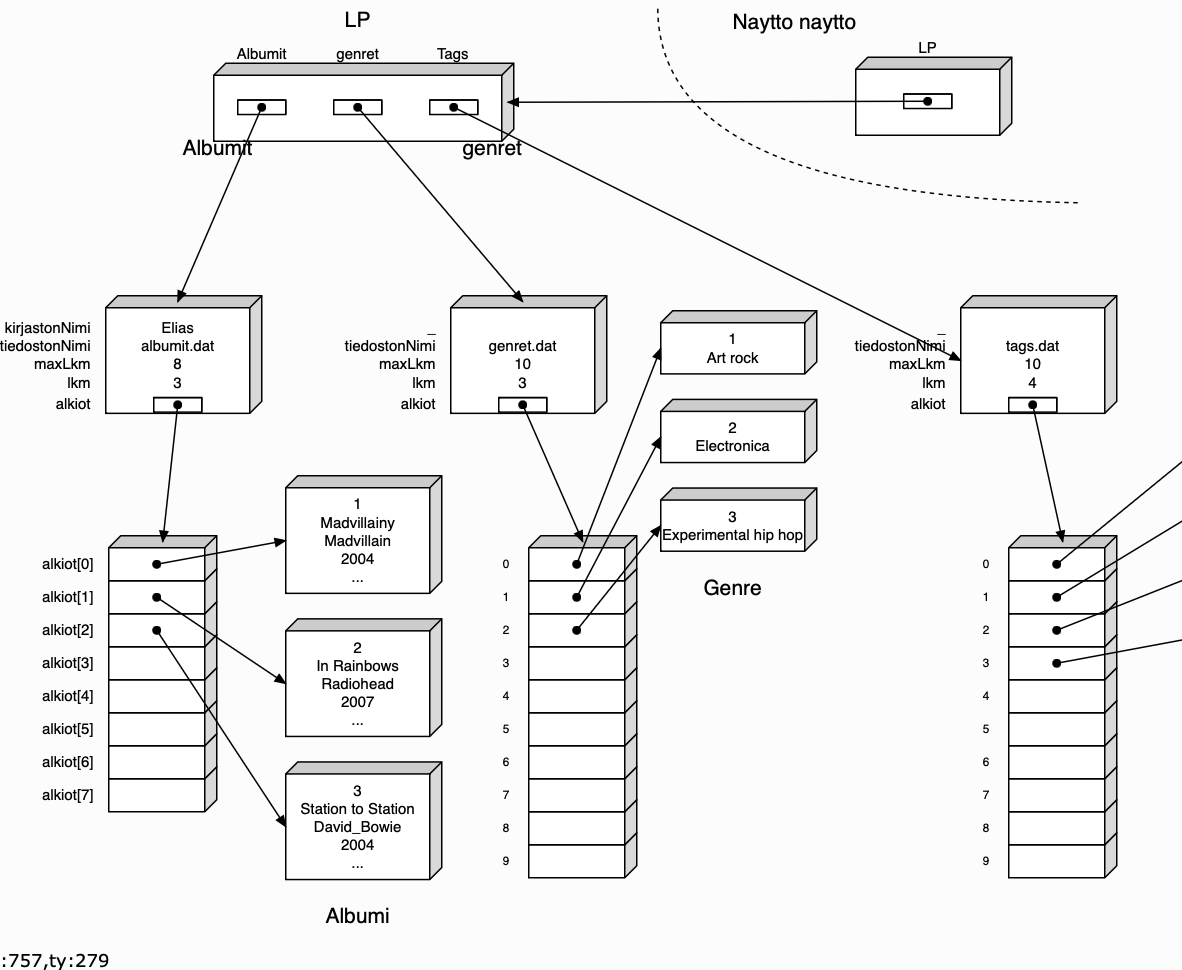 LP
Naytto naytto
Albumit genret Tags
LP
Albumit
genret
kirjastonNimi
Elias
tiedostonNimi
albumit.dat
maxLkm
8
lkm
3
alkiot
_
tiedostonNimi
genret.dat
maxLkm
10
lkm
3
alkiot
1
Art rock
2
Electronica
3
Experimental hip hop
Genre
_
tiedostonNimi
tags.dat
maxLkm
10
lkm
4
alkiot
alkiot[0]
alkiot[1]
alkiot[2]
alkiot[3]
alkiot[4]
alkiot[5]
alkiot[6]
alkiot[7]
1
Madvillainy
Madvillain
2004
...
2
In Rainbows
Radiohead
2007
...
3
Station to Station
David_Bowie
2004
...
Albumi
0
1
2
3
4
5
6
7
8
9
0
1
2
3
4
5
6
7
8
9
:757,ty:279